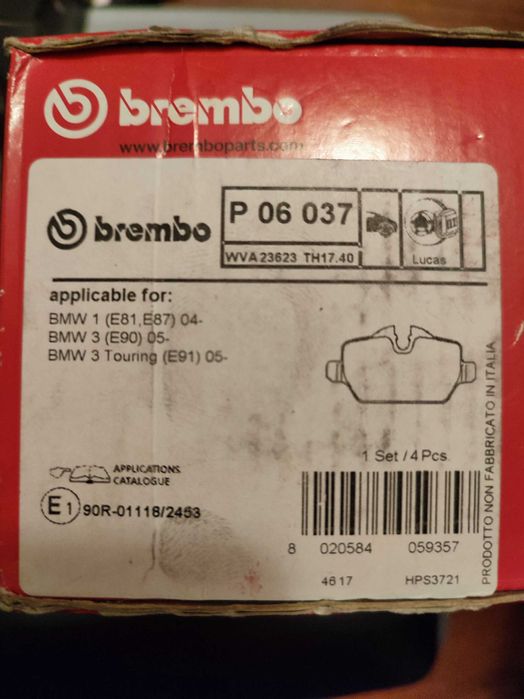 brembo
www.bremboparts.com
brembo
P 06 037
WVA 23623 TH17.40
Lucas
applicable for:
BMW 1 (E81,E87) 04-
BMW 3 (E90) 05-
BMW 3 Touring (E91) 05-
1 Set / 4 Pcs
APPLICATIONS
CATALOGUE
E1 90R-01118/2453
8 020584 059357
4617 HPS3721
PRODOTTO NON FABBRICATO IN ITALIA